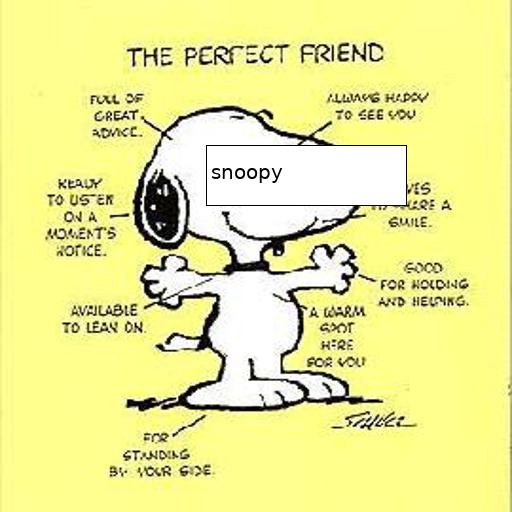 THE PERFECT FRIEND
FULL OF
GREAT
ADVICE.
ALWAYS HAPPY
TO SEE YOU
snoopy
READY
TO LISTEN
ON A
MOMENT'S
NOTICE.
SHARE A
SMILE.
GOOD
FOR HOLDING
AND HELPING.
AVAILABLE
TO LEAN ON.
A WARM
SPOT
HERE
FOR YOU
SCHULZ
FOR
STANDING
BY YOUR SIDE.